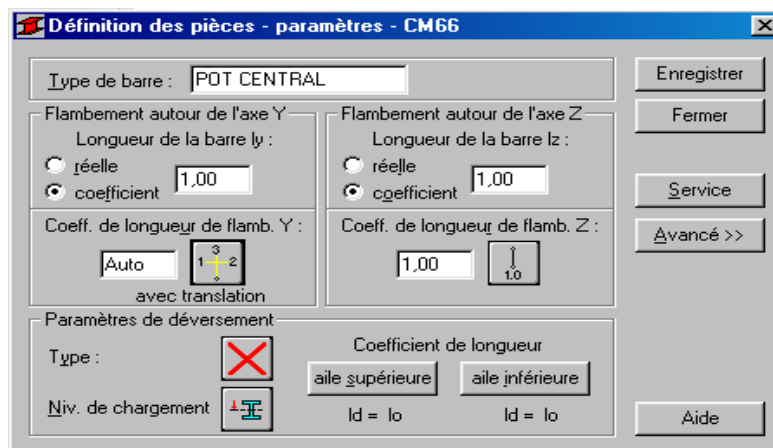 Définition des pièces - paramètres - CM66
Type de barre : POT CENTRAL
Enregistrer
Fermer
Flambement autour de l'axe Y
Flambement autour de l'axe Z
Longueur de la barre ly :
Longueur de la barre lz :
réelle
coefficient
1,00
réelle
coefficient
1,00
Service
Avancé >>
Coeff. de longueur de flamb. Y :
Coeff. de longueur de flamb. Z :
Auto
3
1 2
1,00
1.0
avec translation
Paramètres de déversement
Type :
Coefficient de longueur
aile supérieure
aile inférieure
Niv. de chargement
ld = lo
ld = lo
Aide